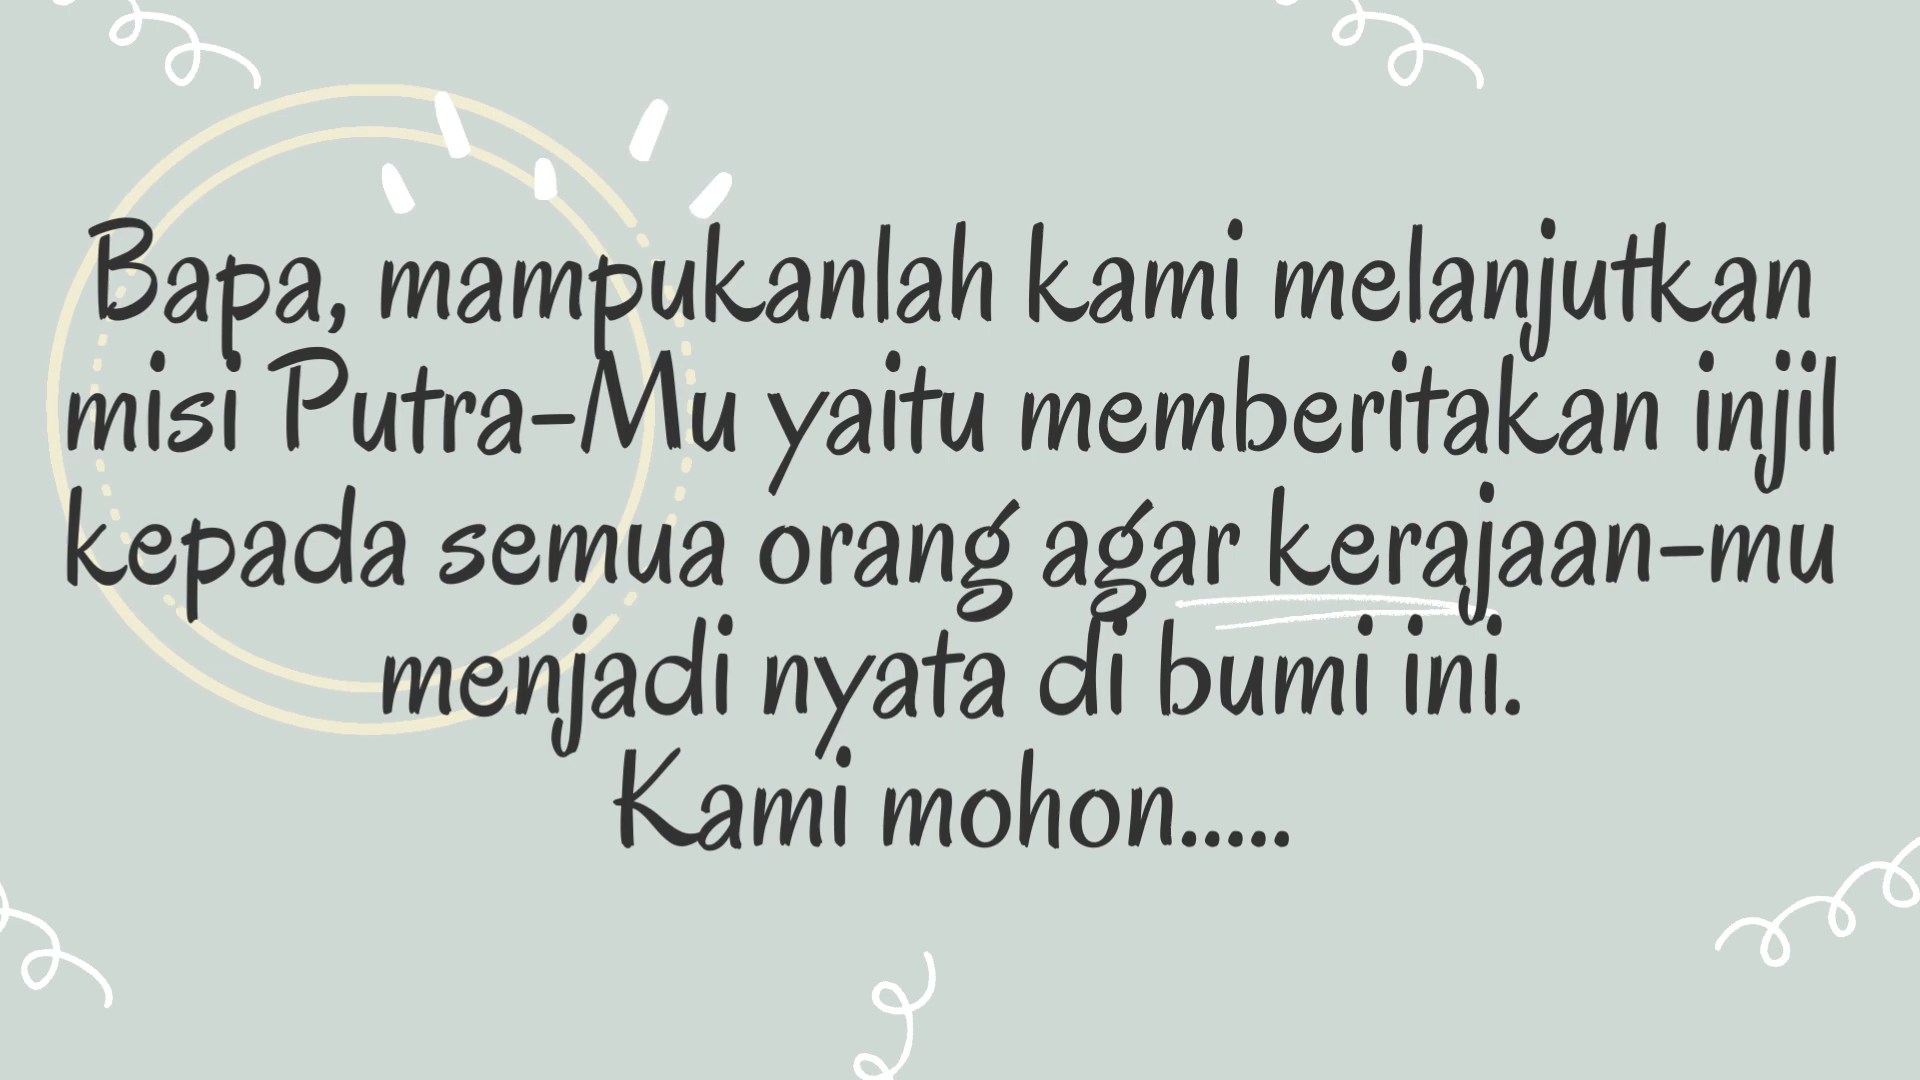 Bapa, mampukanlah kami melanjutkan
misi Putra-Mu yaitu memberitakan injil
kepada semua orang agar kerajaan-mu
menjadi nyata di bumi ini.
Kami mohon.....